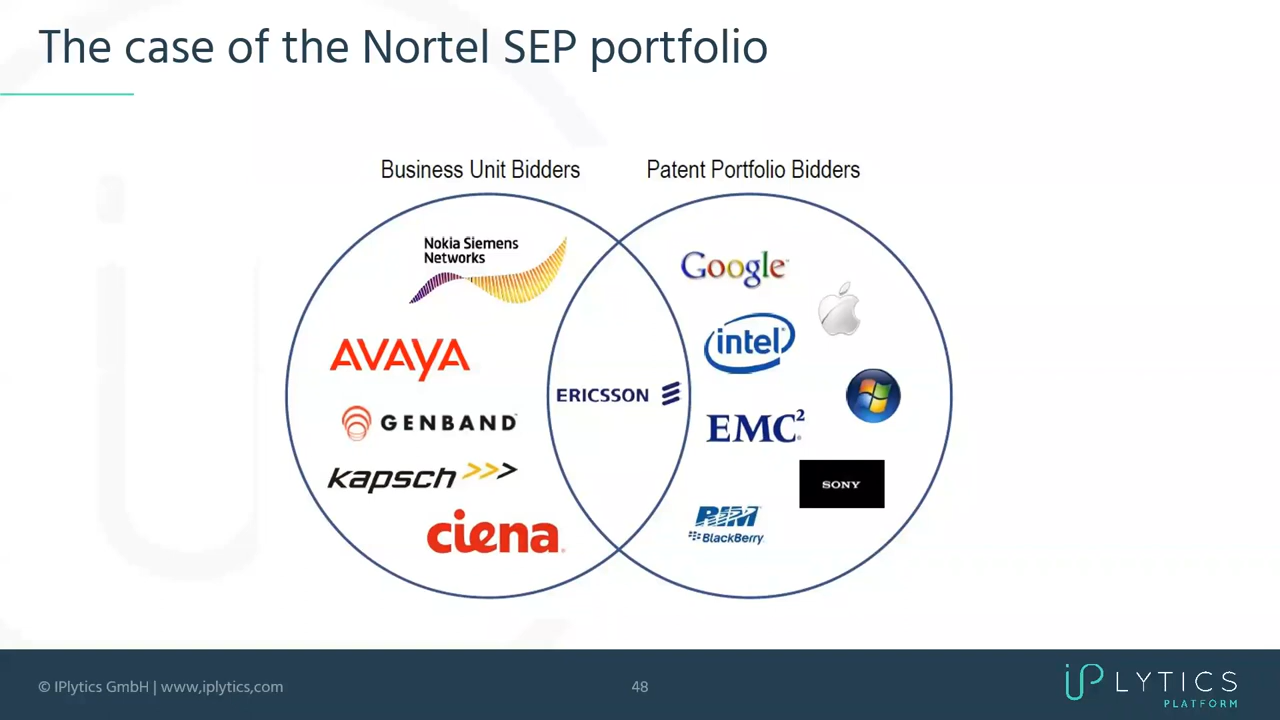 The case of the Nortel SEP portfolio
Business Unit Bidders
Patent Portfolio Bidders
Nokia Siemens
Networks
AVAYA
GENBAND
kapsch >>>
ciena
ERICSSON
Google
intel
EMC²
SONY
RIM
BlackBerry
© IPlytics GmbH | www,iplytics,com
48
iP LYTICS
PLATFORM